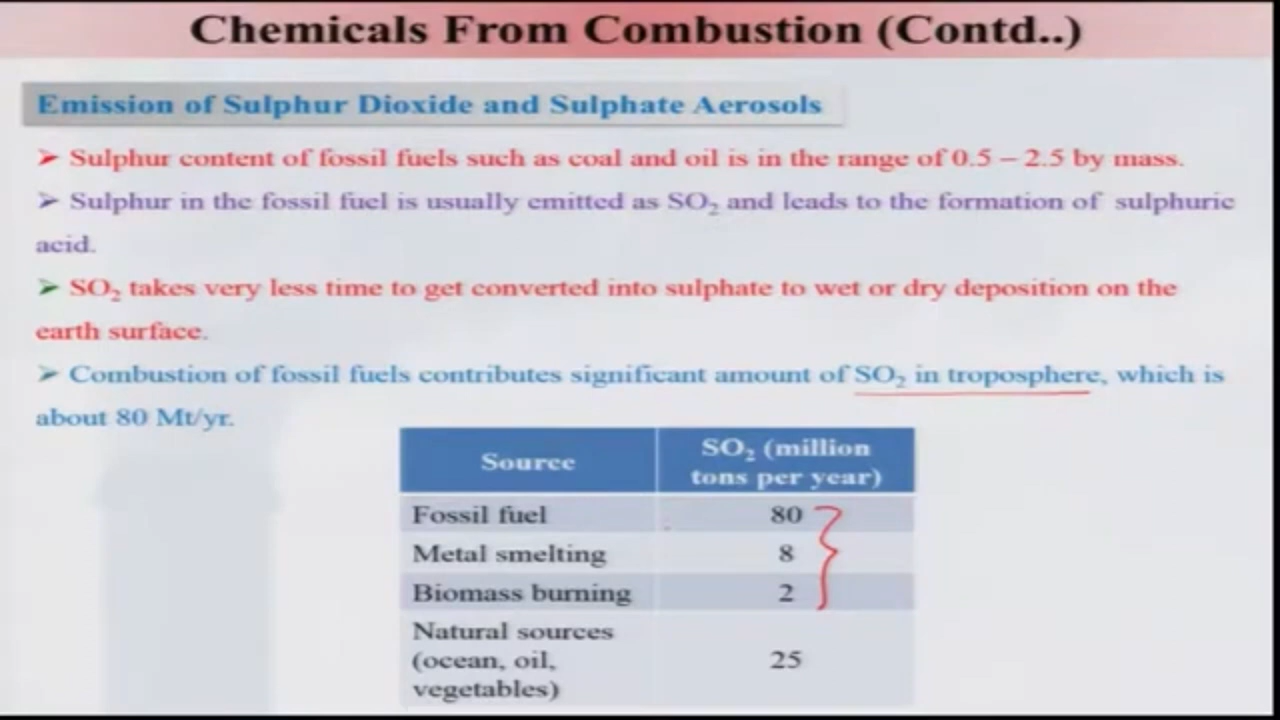 Chemicals From Combustion (Contd..)
Emission of Sulphur Dioxide and Sulphate Aerosols
➢ Sulphur content of fossil fuels such as coal and oil is in the range of 0.5 – 2.5 by mass.
➢ Sulphur in the fossil fuel is usually emitted as SO₂ and leads to the formation of sulphuric
acid.
➢ SO₂ takes very less time to get converted into sulphate to wet or dry deposition on the
earth surface.
➢ Combustion of fossil fuels contributes significant amount of SO₂ in troposphere, which is
about 80 Mt/yr.
Source SO₂ (million
tons per year)
Fossil fuel 80
Metal smelting 8
Biomass burning 2
Natural sources
(ocean, oil, 25
vegetables)